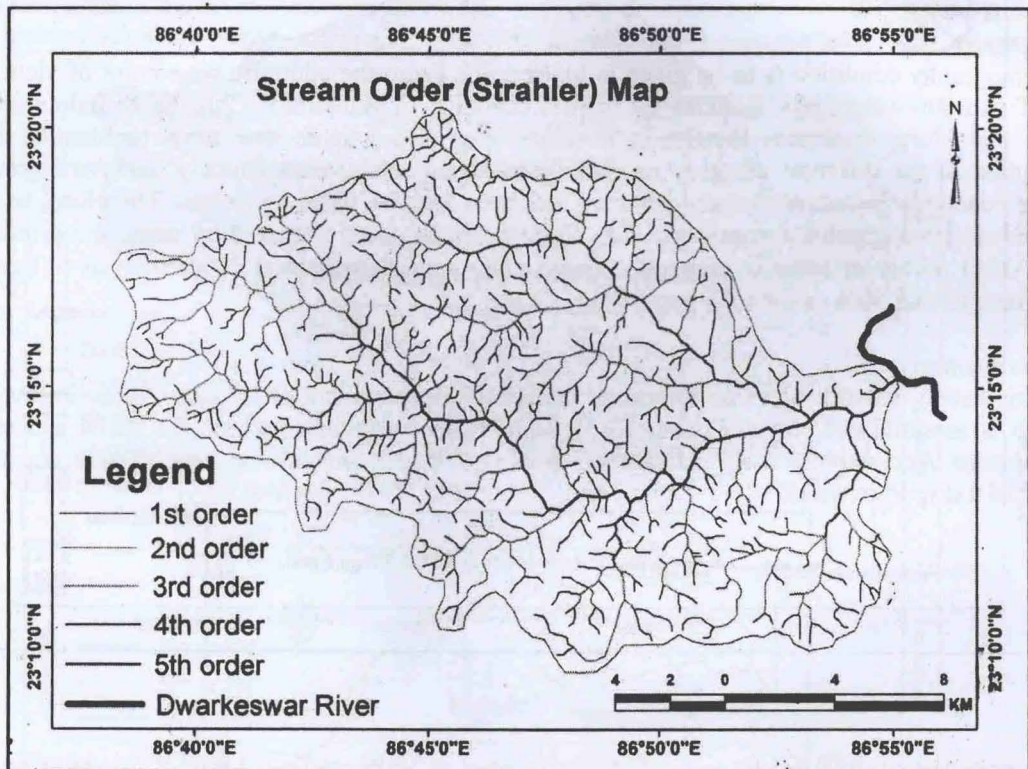 86°40'0"E 86°45'0"E 86°50'0"E 86°55'0"E
Stream Order (Strahler) Map
N
23°20'0"N
23°20'0"N
23°15'0"N
23°15'0"N
Legend
1st order
2nd order
3rd order
4th order
5th order
Dwarkeswar River
23°10'0"N
23°10'0"N
4 2 0 4 8
KM
86°40'0"E 86°45'0"E 86°50'0"E 86°55'0"E